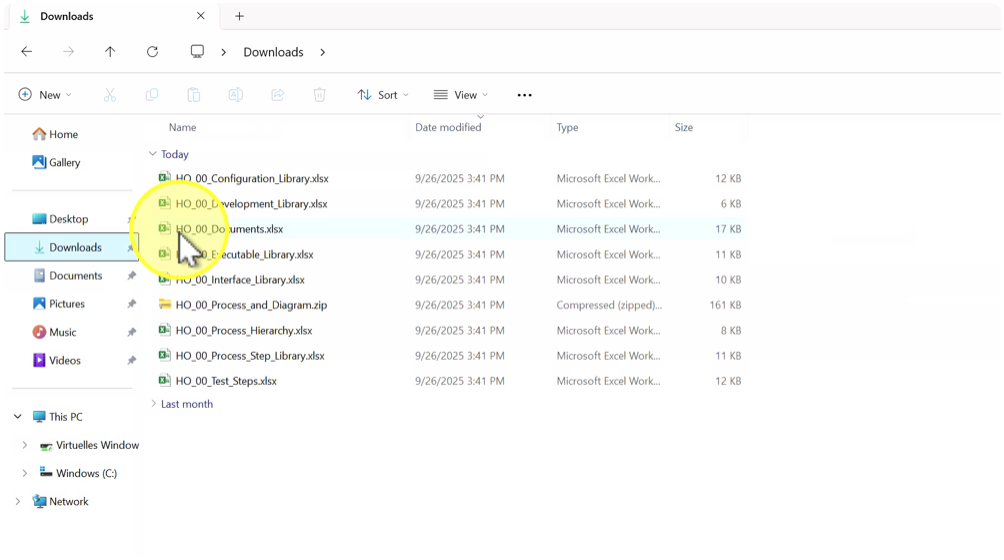 Downloads
Downloads
New
Sort
View
Name Date modified Type Size
Home
Gallery
Desktop
Downloads
Documents
Pictures
Music
Videos
This PC
Virtuelles Window
Windows (C:)
Network
Today
HO_00_Configuration_Library.xlsx 9/26/2025 3:41 PM Microsoft Excel Work... 12 KB
HO_00_Development_Library.xlsx 9/26/2025 3:41 PM Microsoft Excel Work... 6 KB
HO_00_Documents.xlsx 9/26/2025 3:41 PM Microsoft Excel Work... 17 KB
HO_00_Executable_Library.xlsx 9/26/2025 3:41 PM Microsoft Excel Work... 11 KB
HO_00_Interface_Library.xlsx 9/26/2025 3:41 PM Microsoft Excel Work... 10 KB
HO_00_Process_and_Diagram.zip 9/26/2025 3:41 PM Compressed (zipped)... 161 KB
HO_00_Process_Hierarchy.xlsx 9/26/2025 3:41 PM Microsoft Excel Work... 8 KB
HO_00_Process_Step_Library.xlsx 9/26/2025 3:41 PM Microsoft Excel Work... 11 KB
HO_00_Test_Steps.xlsx 9/26/2025 3:41 PM Microsoft Excel Work... 12 KB
Last month